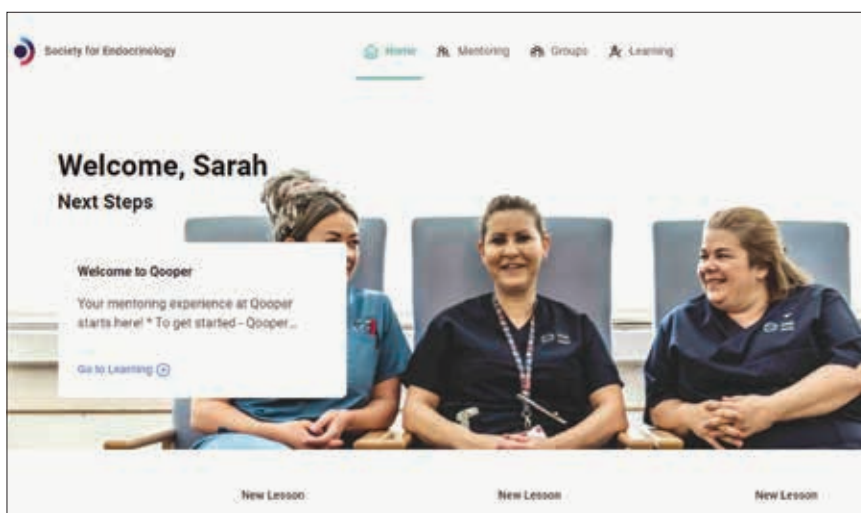 Society for Endocrinology
Home Mentoring Groups Learning
Welcome, Sarah
Next Steps
Welcome to Qooper
Your mentoring experience at Qooper
starts here! * To get started - Qooper...
Go to Learning
New Lesson New Lesson New Lesson